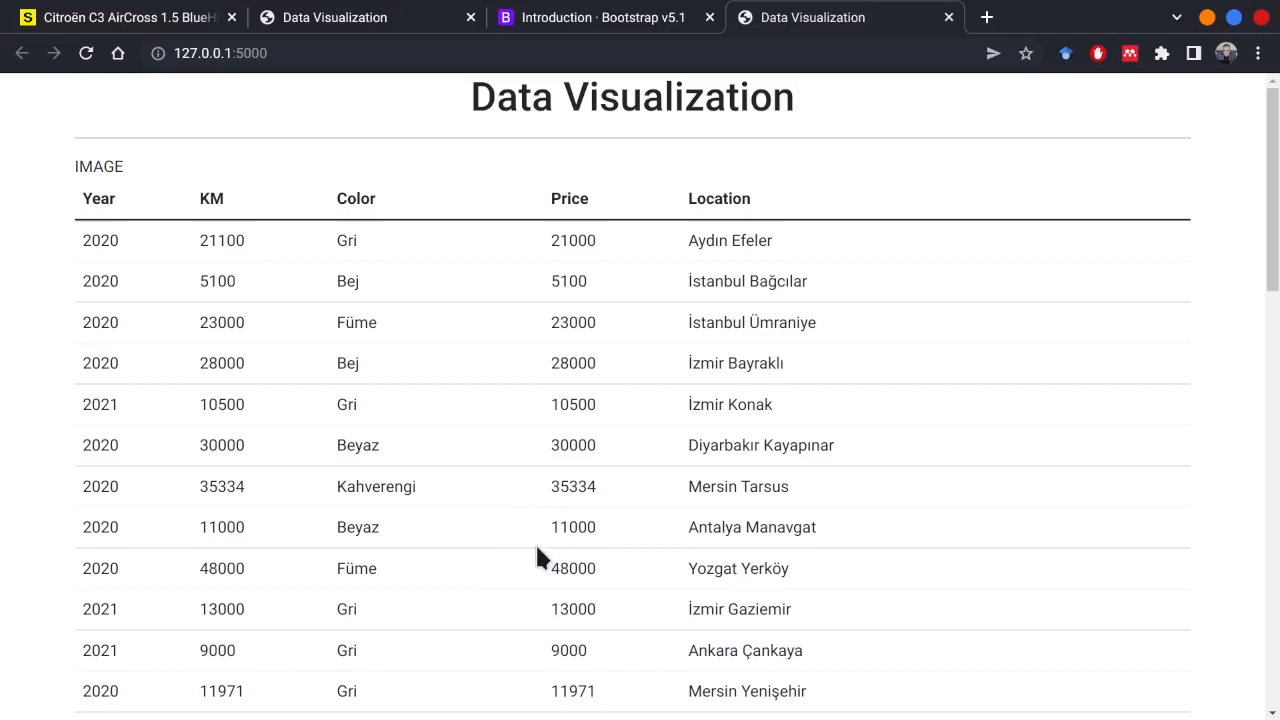 Citroën C3 AirCross 1.5 BlueH
Data Visualization
Introduction · Bootstrap v5.1
Data Visualization
127.0.0.1:5000
Data Visualization
IMAGE
Year KM Color Price Location
2020 21100 Gri 21000 Aydın Efeler
2020 5100 Bej 5100 İstanbul Bağcılar
2020 23000 Füme 23000 İstanbul Ümraniye
2020 28000 Bej 28000 İzmir Bayraklı
2021 10500 Gri 10500 İzmir Konak
2020 30000 Beyaz 30000 Diyarbakır Kayapınar
2020 35334 Kahverengi 35334 Mersin Tarsus
2020 11000 Beyaz 11000 Antalya Manavgat
2020 48000 Füme 48000 Yozgat Yerköy
2021 13000 Gri 13000 İzmir Gaziemir
2021 9000 Gri 9000 Ankara Çankaya
2020 11971 Gri 11971 Mersin Yenişehir